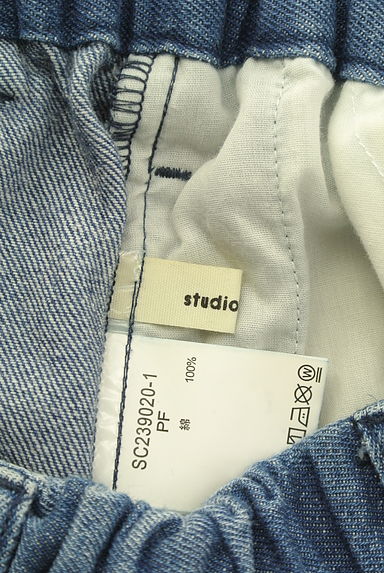 studio
SC239020-1
PF
綿 100%